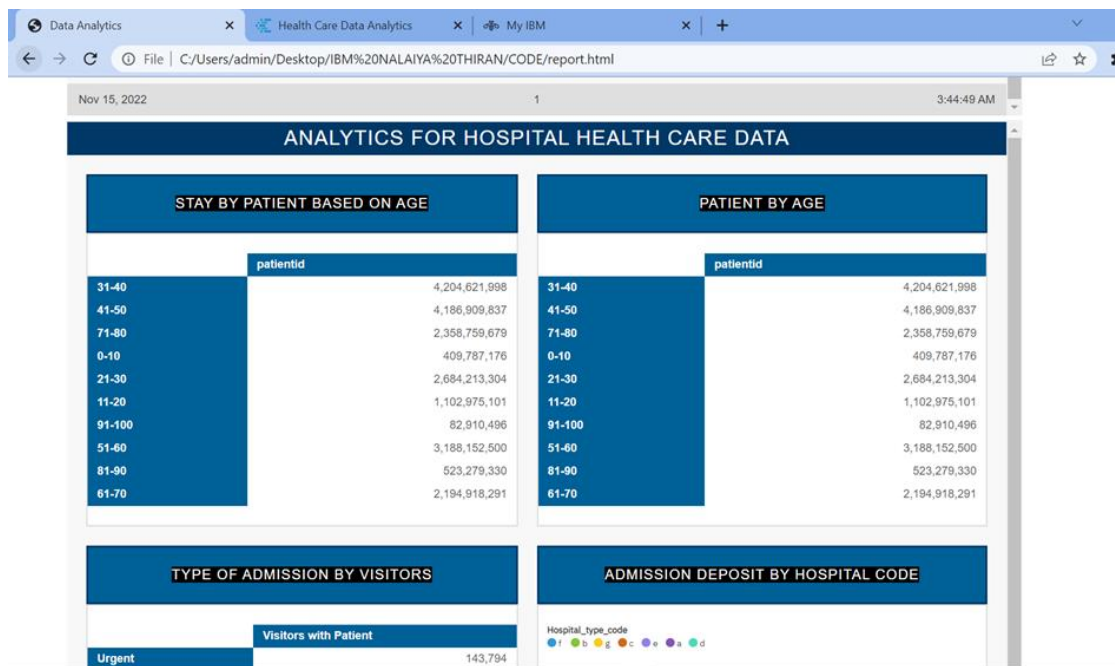 Data Analytics
Health Care Data Analytics
My IBM
File | C:/Users/admin/Desktop/IBM%20NALAIYA%20THIRAN/CODE/report.html
Nov 15, 2022 1 3:44:49 AM
ANALYTICS FOR HOSPITAL HEALTH CARE DATA
STAY BY PATIENT BASED ON AGE
patientid
31-40 4,204,621,998
41-50 4,186,909,837
71-80 2,358,759,679
0-10 409,787,176
21-30 2,684,213,304
11-20 1,102,975,101
91-100 82,910,496
51-60 3,188,152,500
81-90 523,279,330
61-70 2,194,918,291
PATIENT BY AGE
patientid
31-40 4,204,621,998
41-50 4,186,909,837
71-80 2,358,759,679
0-10 409,787,176
21-30 2,684,213,304
11-20 1,102,975,101
91-100 82,910,496
51-60 3,188,152,500
81-90 523,279,330
61-70 2,194,918,291
TYPE OF ADMISSION BY VISITORS
Visitors with Patient
Urgent 143,794
ADMISSION DEPOSIT BY HOSPITAL CODE
Hospital_type_code
f b g c e a d